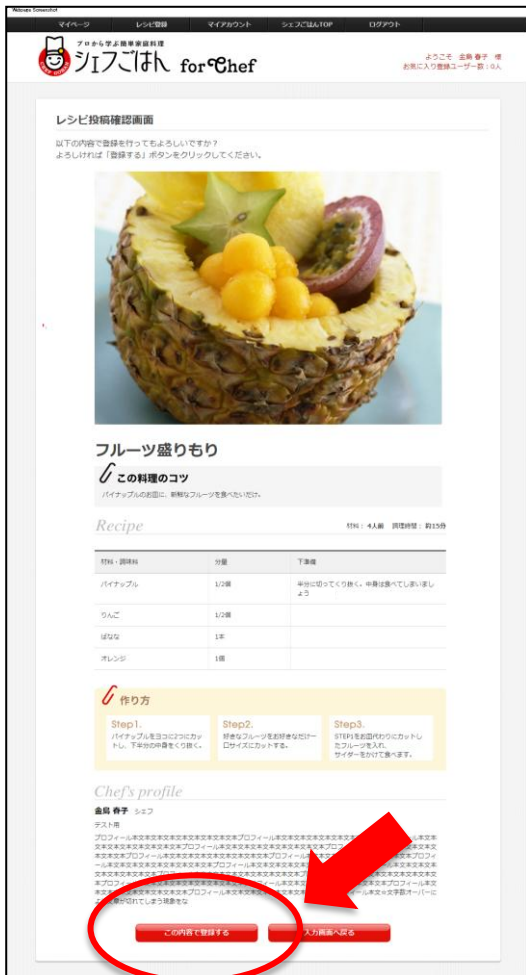 Webpage Screenshot
マイページ レシピ登録 マイアカウント シェフごはんTOP ログアウト
プロから学ぶ簡単家庭料理
シェフごはん for Chef
ようこそ 金鳥 春子 様
お気に入り登録ユーザー数:0人
レシピ投稿確認画面
以下の内容で登録を行ってもよろしいですか?
よろしければ「登録する」ボタンをクリックしてください。
フルーツ盛りもり
この料理のコツ
パイナップルのお皿に、新鮮なフルーツを食べたいだけ。
Recipe
材料: 4人前 調理時間: 約15分
材料・調味料 分量 下準備
パイナップル 1/2個 半分に切ってくり抜く。中身は食べてしまいまし
ょう
りんご 1/2個
ばなな 1本
オレンジ 1個
作り方
Step1. Step2. Step3.
パイナップルをヨコに2つにカッ
トし、下半分の中身をくり抜く。
好きなフルーツをお好きなだけ一
口サイズにカットする。
STEP1をお皿代わりにカットし
たフルーツを入れ、
サイダーをかけて食べます。
Chef's profile
金鳥 春子 シェフ
テスト用
この内容で登録する 入力画面へ戻る